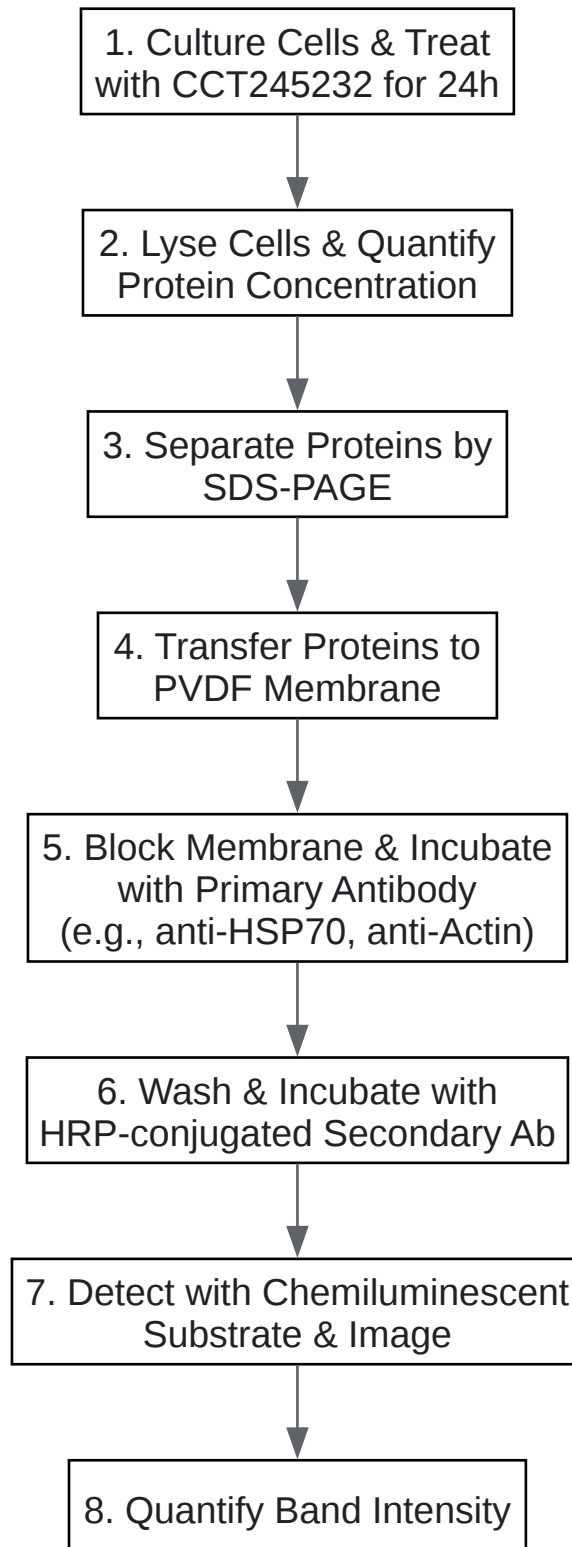 1. Culture Cells & Treat
with CCT245232 for 24h
2. Lyse Cells & Quantify
Protein Concentration
3. Separate Proteins by
SDS-PAGE
4. Transfer Proteins to
PVDF Membrane
5. Block Membrane & Incubate
with Primary Antibody
(e.g., anti-HSP70, anti-Actin)
6. Wash & Incubate with
HRP-conjugated Secondary Ab
7. Detect with Chemiluminescent
Substrate & Image
8. Quantify Band Intensity